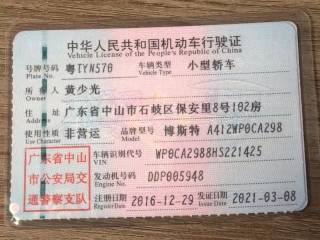 中华人民共和国机动车行驶证
Vehicle License of the People's Republic of China
号牌号码 粤TYN570 车辆类型 小型轿车
Plate No. Vehicle Type
所有人 黄少光
Owner
住址 广东省中山市石岐区保安里8号102房
Address
使用性质 非营运 品牌型号 博斯特 A412WP0CA298
Use Character Model
广东省中山
市公安局交
通警察支队
车辆识别代号 WP0CA2988HS221425
VIN
发动机号码 DDP005948
Engine No.
注册日期 2016-12-29 发证日期 2021-03-08
Register Date Issue Date